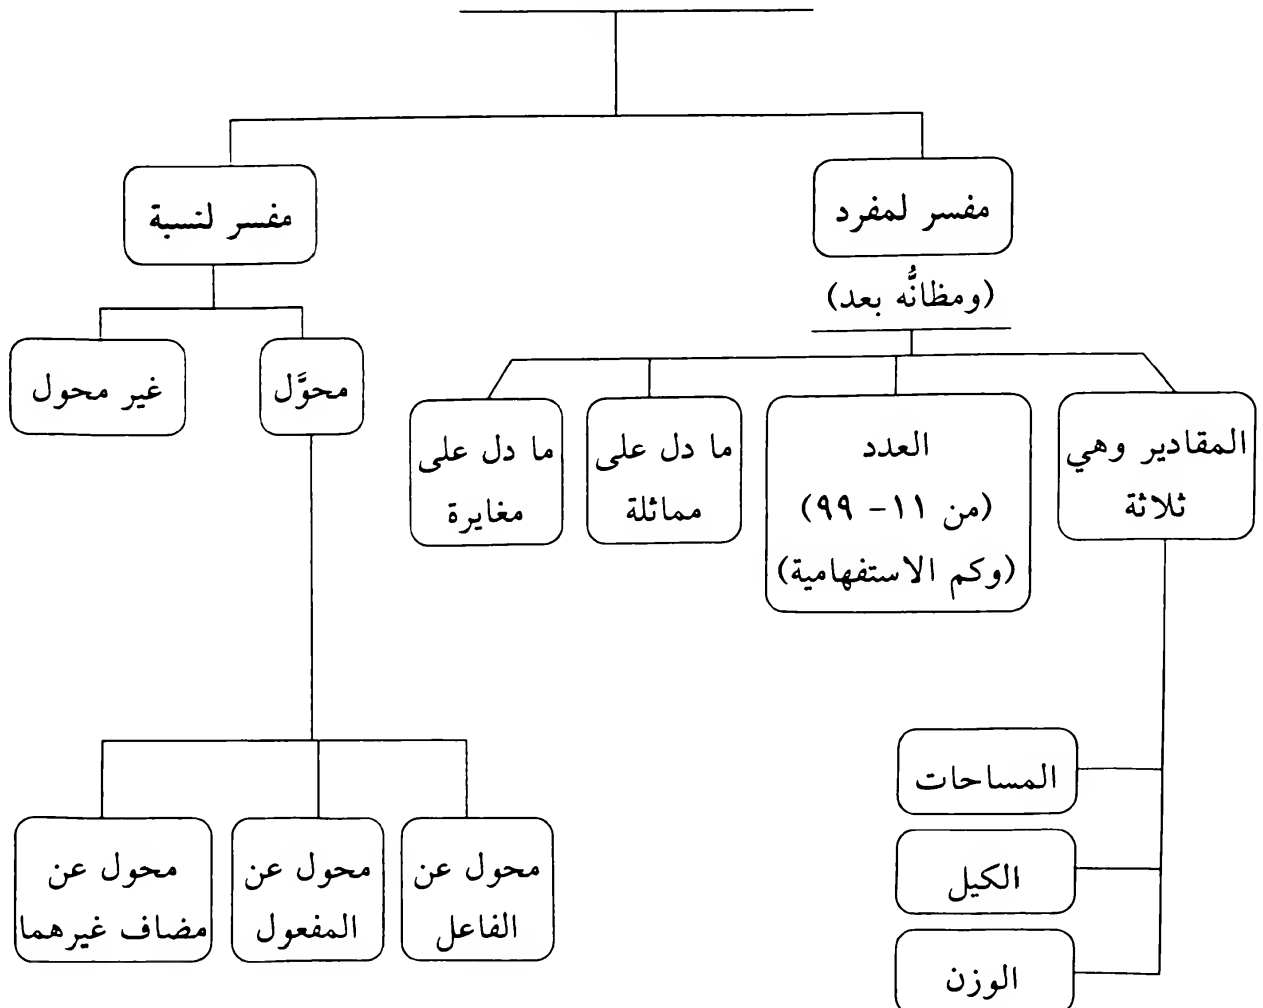 مفسر لمفرد
(ومظانُّه بعد)
المقادير وهي
ثلاثة
المساحات
الكيل
الوزن
العدد
(من ١١- ٩٩)
(وكم الاستفهامية)
ما دل على
مماثلة
ما دل على
مغايرة
مفسر لنسبة
محوَّل
محول عن
الفاعل
محول عن
المفعول
محول عن
مضاف غيرهما
غير محول